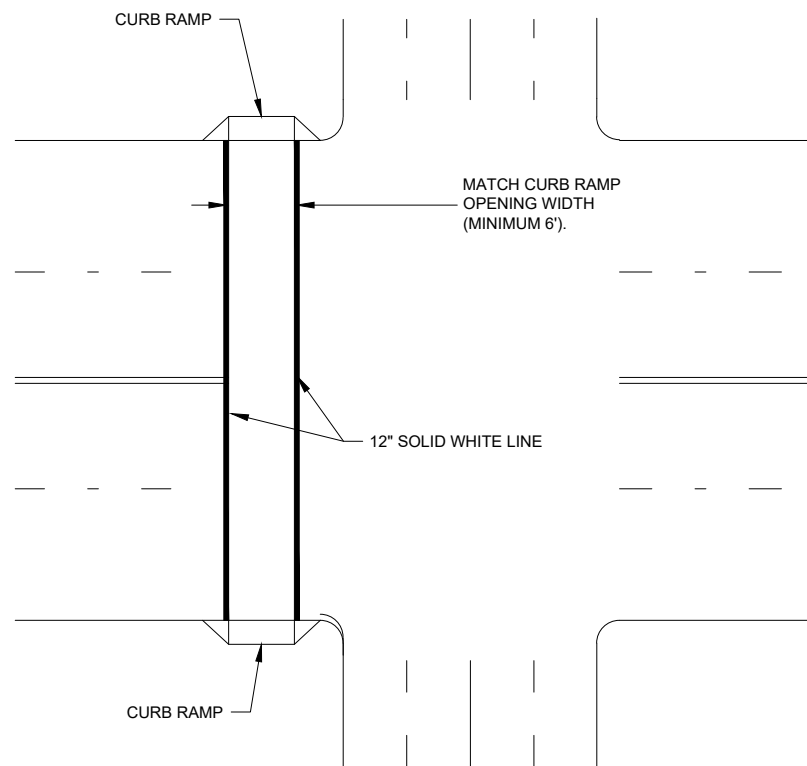 CURB RAMP
MATCH CURB RAMP
OPENING WIDTH
(MINIMUM 6').
12" SOLID WHITE LINE
CURB RAMP